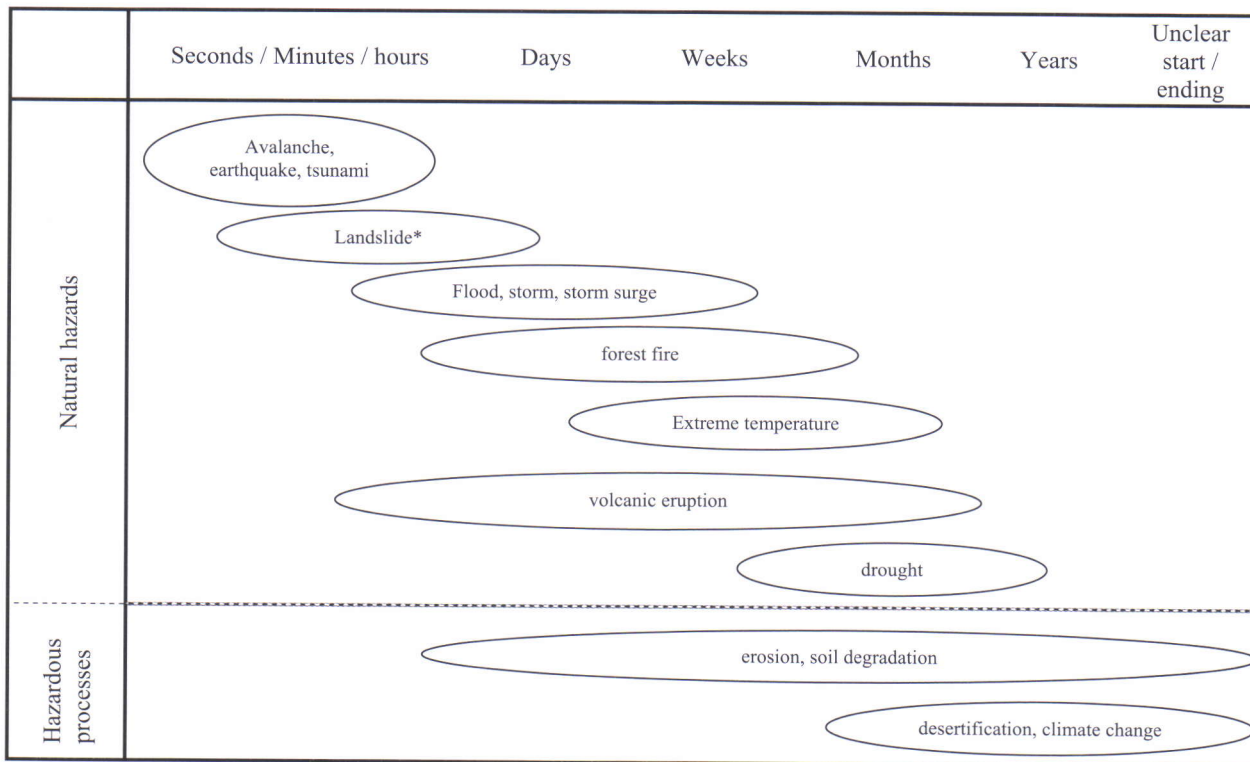 Seconds / Minutes / hours Days Weeks Months Years Unclear
start /
ending
Natural hazards
Avalanche,
earthquake, tsunami
Landslide*
Flood, storm, storm surge
forest fire
Extreme temperature
volcanic eruption
drought
Hazardous
processes
erosion, soil degradation
desertification, climate change